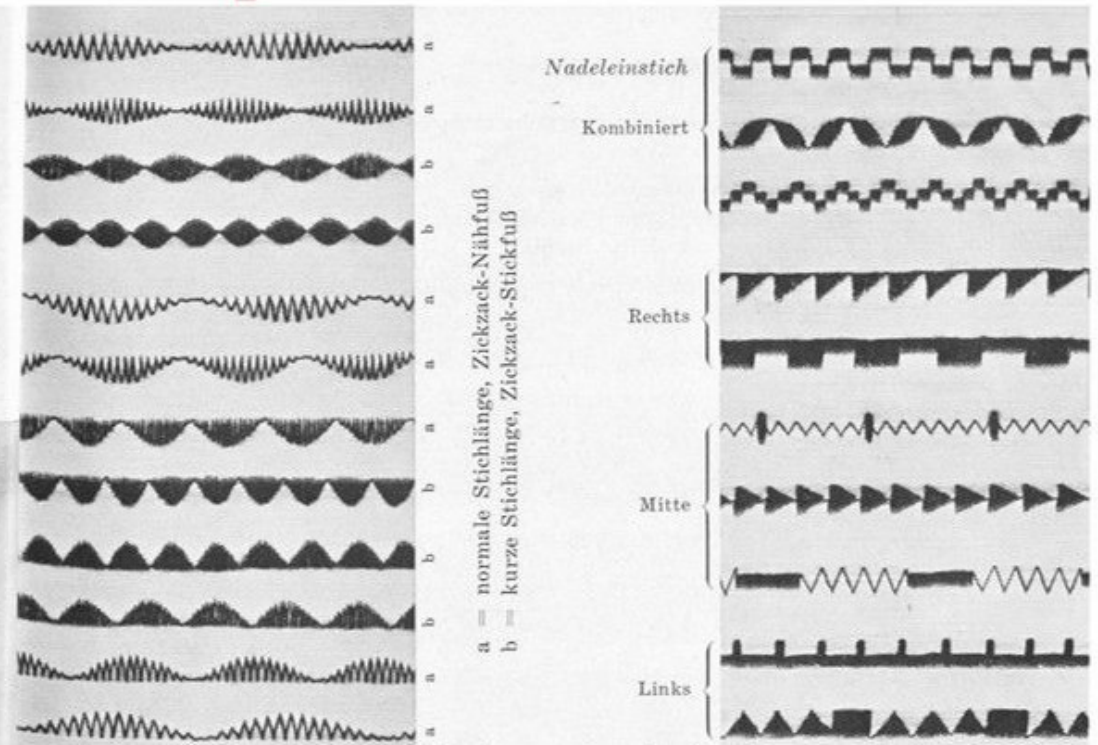 a
a
b
b
a
a
a
b
b
b
a
a
a = normale Stichlänge, Zickzack-Nähfuß
b = kurze Stichlänge, Zickzack-Stickfuß
Nadeleinstich
Kombiniert
Rechts
Mitte
Links